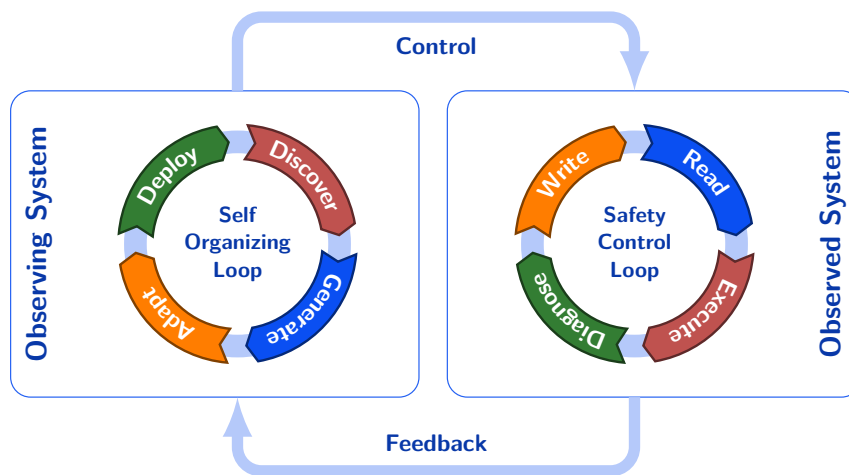 Control
Observing System
Deploy
Discover
Self
Organizing
Loop
Adapt
Generate
Write
Read
Safety
Control
Loop
Diagnose
Execute
Observed System
Feedback